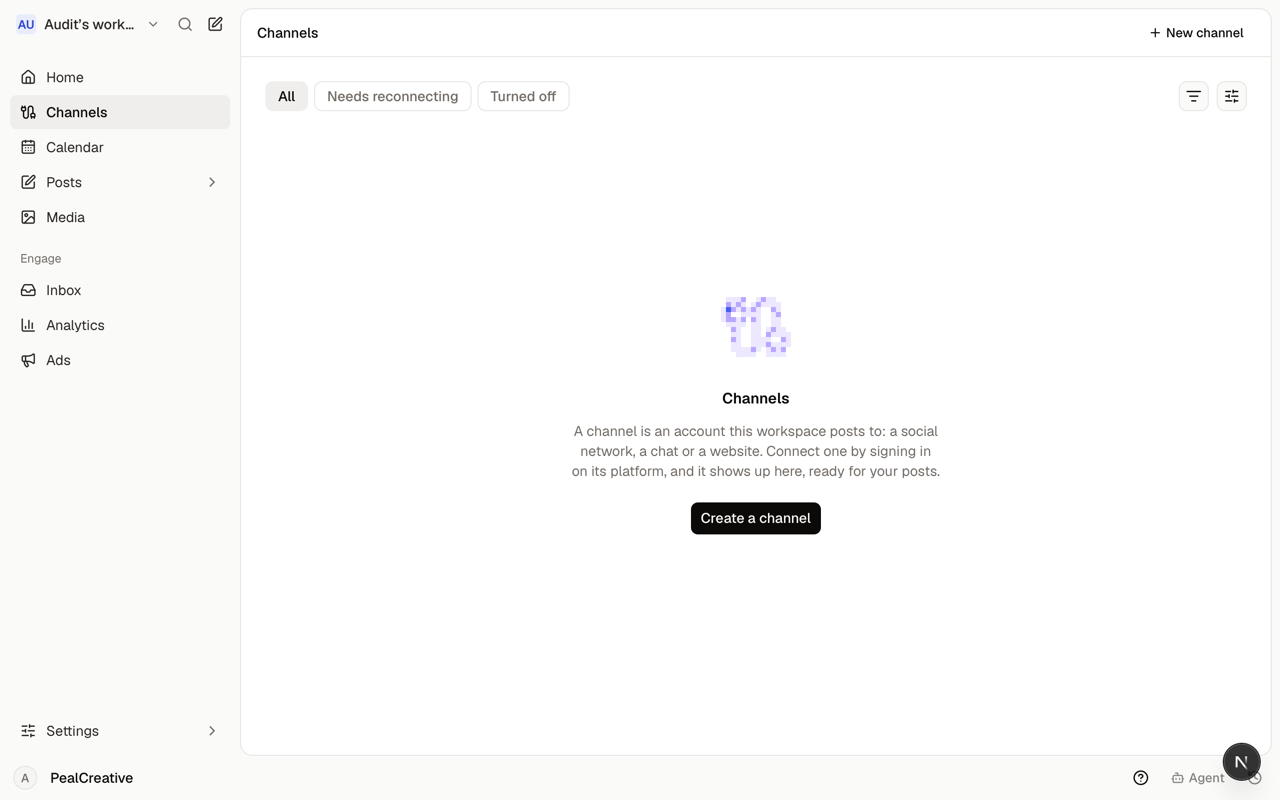 AU Audit's work...
Home
Channels
Calendar
Posts
Media
Engage
Inbox
Analytics
Ads
Settings
A PealCreative
Channels
New channel
All
Needs reconnecting
Turned off
Channels
A channel is an account this workspace posts to: a social
network, a chat or a website. Connect one by signing in
on its platform, and it shows up here, ready for your posts.
Create a channel
Agent
N